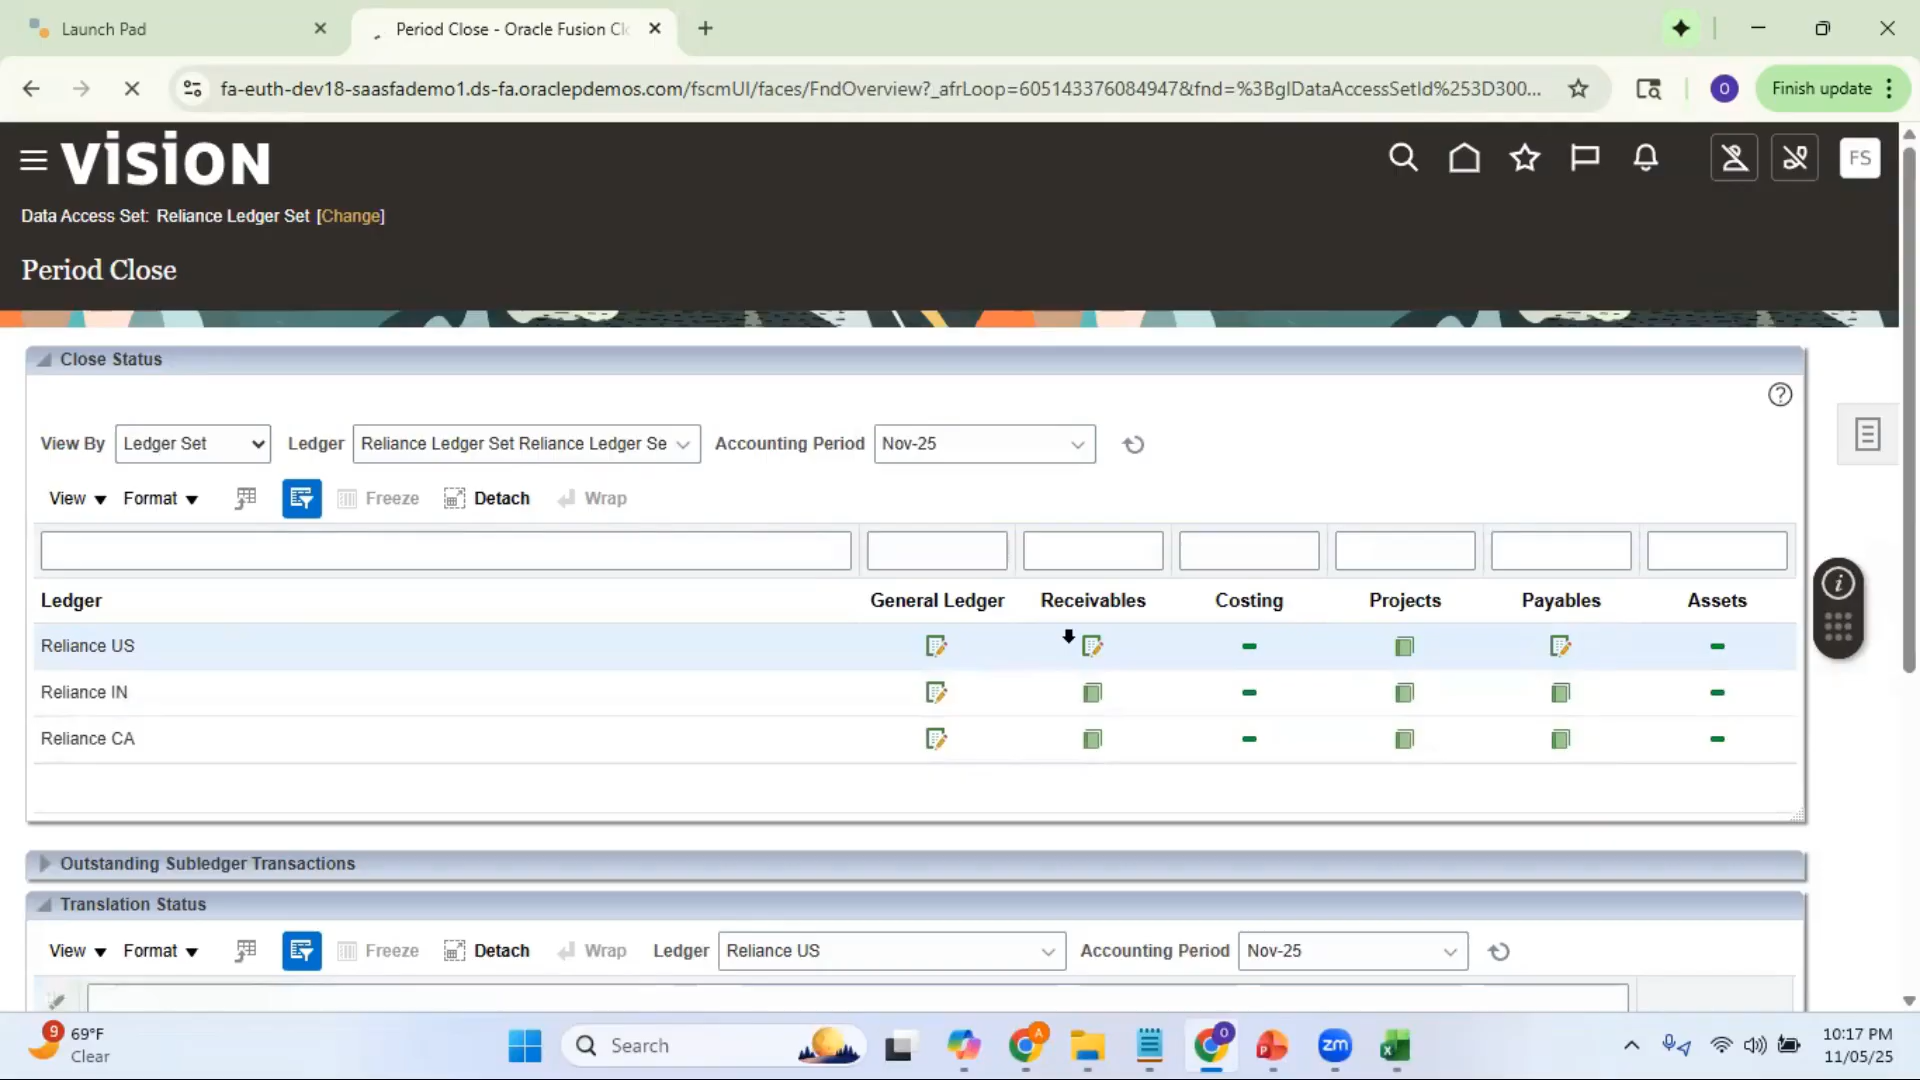 Launch Pad
Period Close - Oracle Fusion Cl
fa-euth-dev18-saasfademo1.ds-fa.oraclepdemos.com/fscmUI/faces/FndOverview?_afrLoop=605143376084947&fnd=%3BglDataAccessSetId%253D300...
O
Finish update
VISION
FS
Data Access Set: Reliance Ledger Set [Change]
Period Close
Close Status
View By Ledger Set Ledger Reliance Ledger Set Reliance Ledger Se Accounting Period Nov-25
View Format Freeze Detach Wrap
Ledger General Ledger Receivables Costing Projects Payables Assets
Reliance US
Reliance IN
Reliance CA
Outstanding Subledger Transactions
Translation Status
View Format Freeze Detach Wrap Ledger Reliance US Accounting Period Nov-25
9
69°F
Clear
Search
A
O
zm
10:17 PM
11/05/25